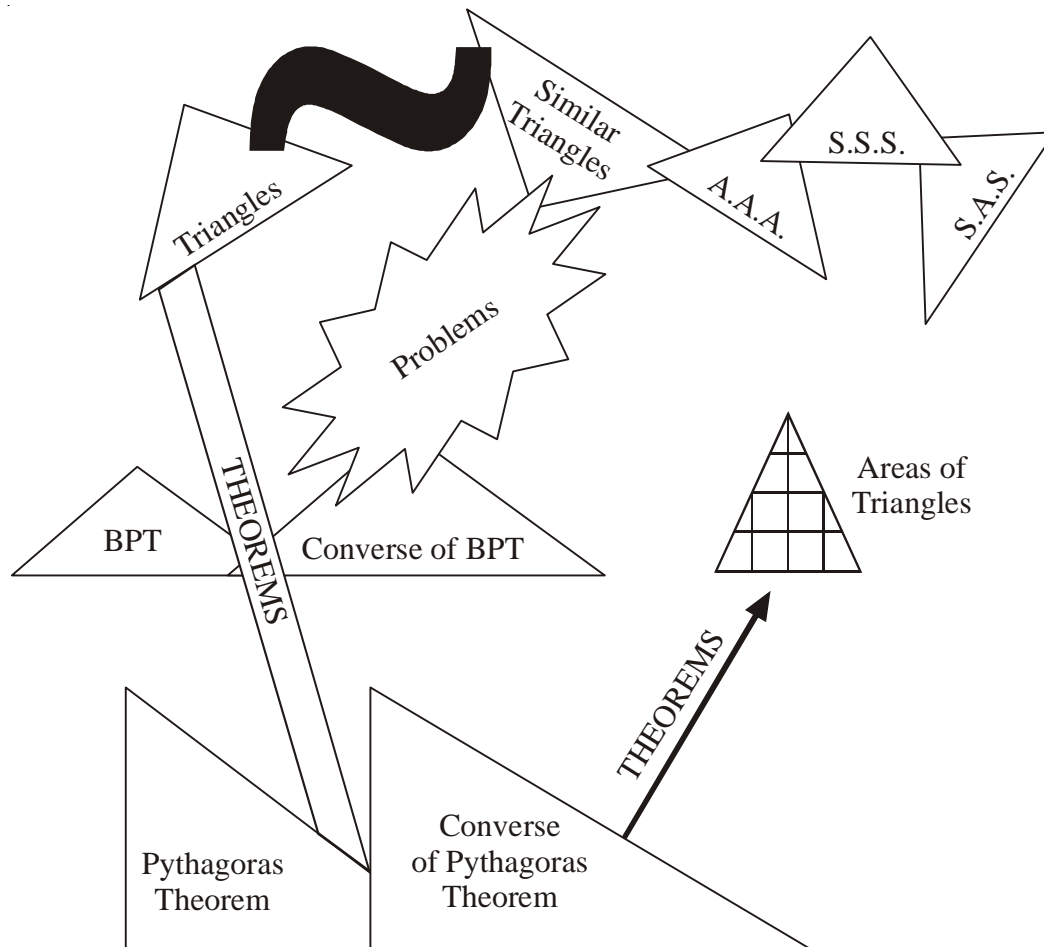 Similar
Triangles
S.S.S.
A.A.A.
S.A.S.
Triangles
Problems
THEOREMS
BPT
Converse of BPT
Areas of
Triangles
THEOREMS
Pythagoras
Theorem
Converse
of Pythagoras
Theorem